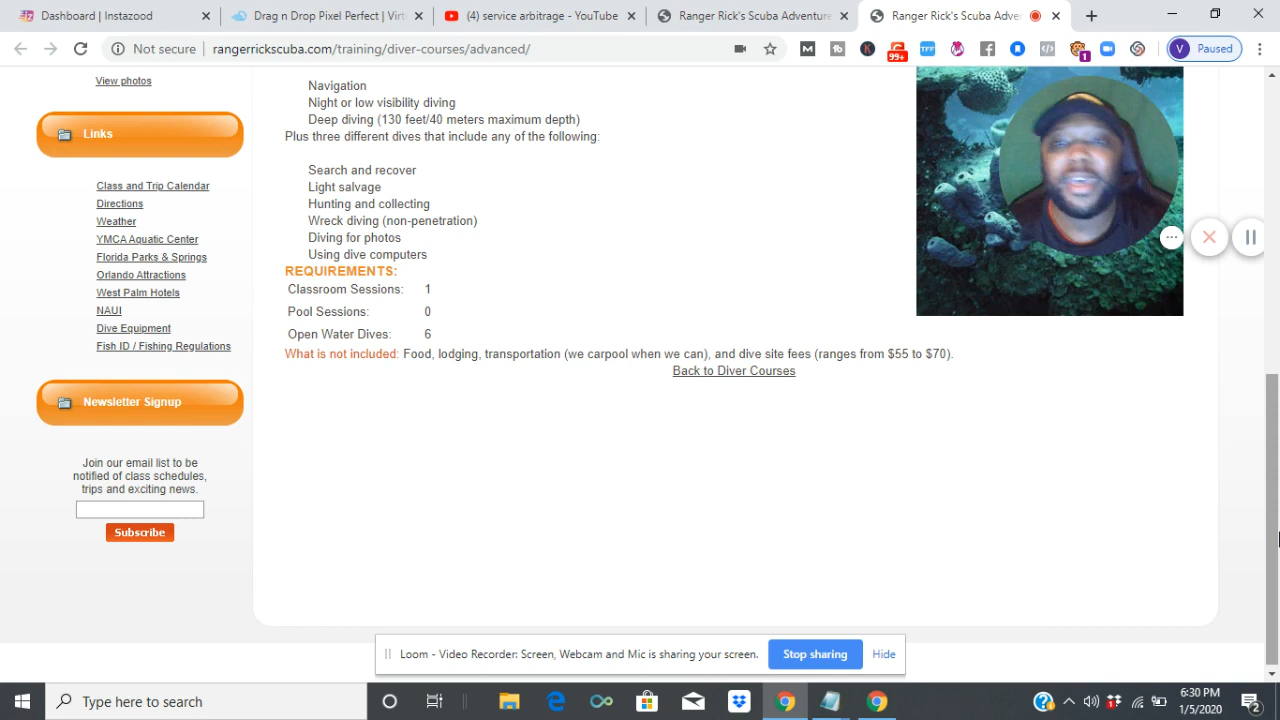 Dashboard | Instazood
Drag n Drop Pixel Perfect | Virt
(4) service arbitrage - YouTube
Ranger Rick's Scuba Adventure
Ranger Rick's Scuba Adve
Not secure
rangerrickscuba.com/training/diver-courses/advanced/
99+
TFF
1
V Paused
View photos
Links
Class and Trip Calendar
Directions
Weather
YMCA Aquatic Center
Florida Parks & Springs
Orlando Attractions
West Palm Hotels
NAUI
Dive Equipment
Fish ID / Fishing Regulations
Newsletter Signup
Join our email list to be
notified of class schedules,
trips and exciting news.
Subscribe
Navigation
Night or low visibility diving
Deep diving (130 feet/40 meters maximum depth)
Plus three different dives that include any of the following:
Search and recover
Light salvage
Hunting and collecting
Wreck diving (non-penetration)
Diving for photos
Using dive computers
REQUIREMENTS:
Classroom Sessions: 1
Pool Sessions: 0
Open Water Dives: 6
What is not included: Food, lodging, transportation (we carpool when we can), and dive site fees (ranges from $55 to $70).
Back to Diver Courses
Loom - Video Recorder: Screen, Webcam and Mic is sharing your screen.
Stop sharing
Hide
Type here to search
6:30 PM
1/5/2020
2